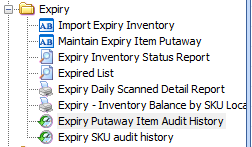 Expiry
Import Expiry Inventory
Maintain Expiry Item Putaway
Expiry Inventory Status Report
Expired List
Expiry Daily Scanned Detail Report
Expiry - Inventory Balance by SKU Loca
Expiry Putaway Item Audit History
Expiry SKU audit history